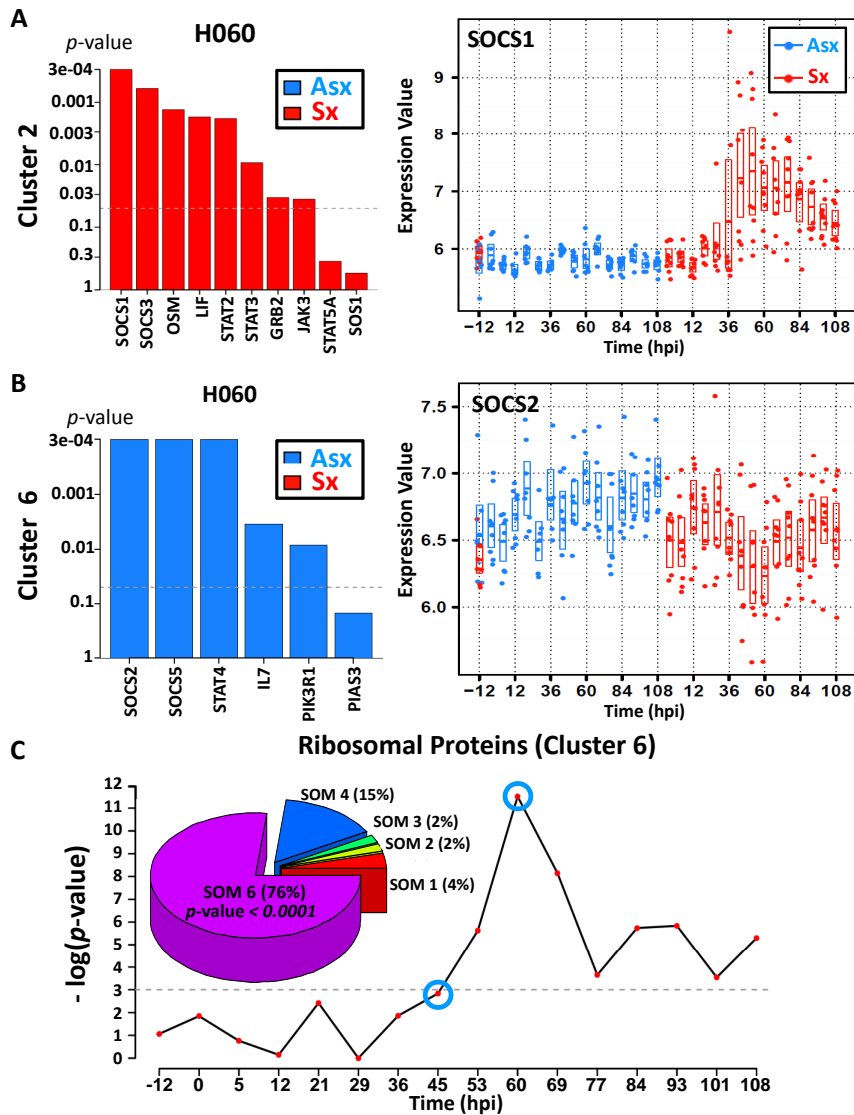 A
H060
p-value
Cluster 2
3e-04
0.001
0.003
0.01
0.03
0.1
0.3
1
Asx
Sx
SOCS1
SOCS3
OSM
LIF
STAT2
STAT3
GRB2
JAK3
STAT5A
SOS1
SOCS1
Asx
Sx
Expression Value
9
8
7
6
−12 12 36 60 84 108 12 36 60 84 108
Time (hpi)
B
H060
p-value
Cluster 6
3e-04
0.001
0.01
0.1
1
Asx
Sx
SOCS2
SOCS5
STAT4
IL7
PIK3R1
PIAS3
SOCS2
Expression Value
7.5
7.0
6.5
6.0
−12 12 36 60 84 108 12 36 60 84 108
Time (hpi)
C
Ribosomal Proteins (Cluster 6)
- log(p-value)
12
11
10
9
8
7
6
5
4
3
2
1
0
SOM 4 (15%)
SOM 3 (2%)
SOM 2 (2%)
SOM 1 (4%)
SOM 6 (76%)
p-value < 0.0001
-12 0 5 12 21 29 36 45 53 60 69 77 84 93 101 108
Time (hpi)